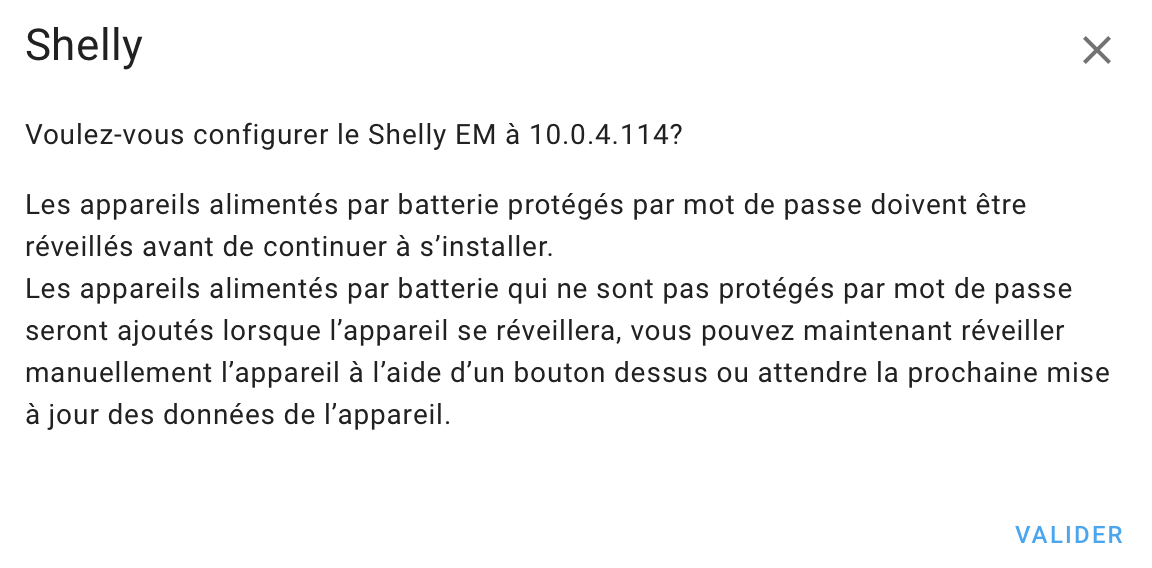 Shelly
Voulez-vous configurer le Shelly EM à 10.0.4.114?
Les appareils alimentés par batterie protégés par mot de passe doivent être
réveillés avant de continuer à s’installer.
Les appareils alimentés par batterie qui ne sont pas protégés par mot de passe
seront ajoutés lorsque l’appareil se réveillera, vous pouvez maintenant réveiller
manuellement l’appareil à l’aide d’un bouton dessus ou attendre la prochaine mise
à jour des données de l’appareil.
VALIDER